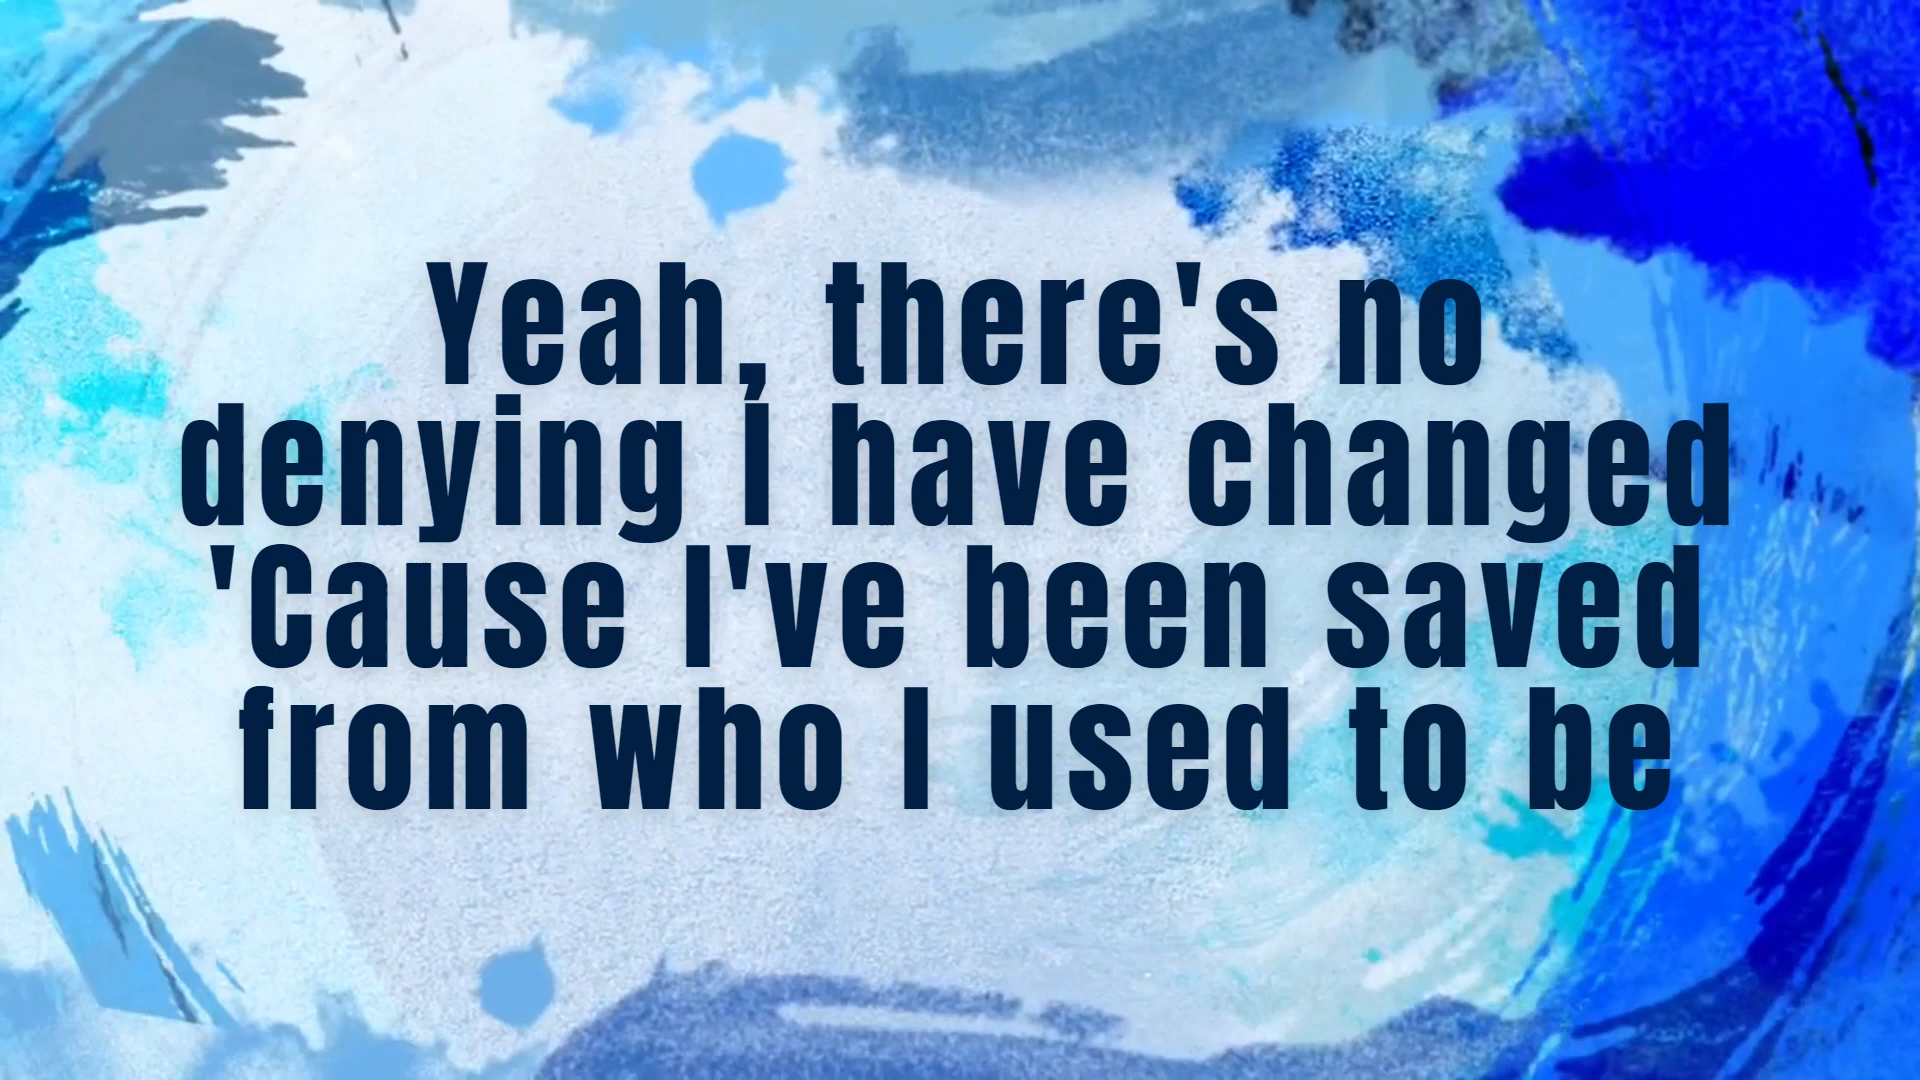 Yeah, there's no
denying I have changed
'Cause I've been saved
from who I used to be